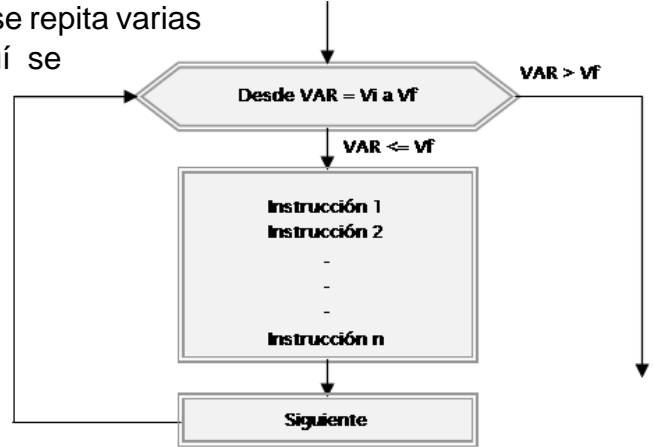 se repita varias
í se
VAR > Vf
Desde VAR = Vi a Vf
VAR <= Vf
Instrucción 1
Instrucción 2
-
-
-
Instrucción n
Siguiente